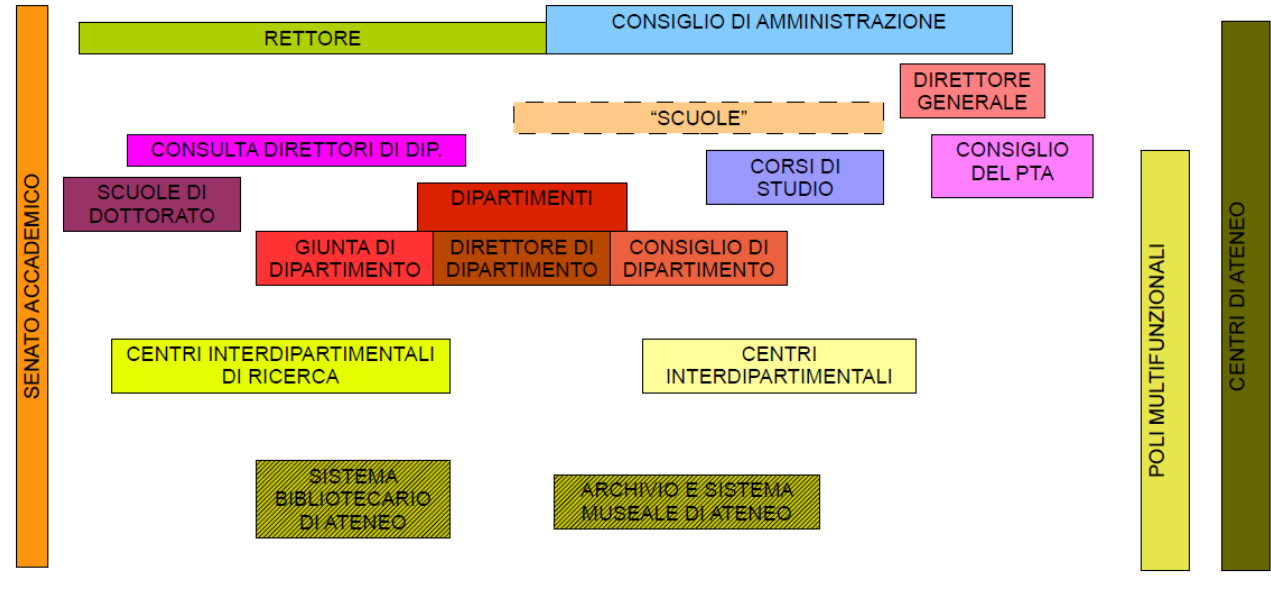 SENATO ACCADEMICO
RETTORE
CONSIGLIO DI AMMINISTRAZIONE
DIRETTORE
GENERALE
“SCUOLE”
CONSULTA DIRETTORI DI DIP.
CONSIGLIO
DEL PTA
CORSI DI
STUDIO
SCUOLE DI
DOTTORATO
DIPARTIMENTI
GIUNTA DI
DIPARTIMENTO
DIRETTORE DI
DIPARTIMENTO
CONSIGLIO DI
DIPARTIMENTO
CENTRI INTERDIPARTIMENTALI
DI RICERCA
CENTRI
INTERDIPARTIMENTALI
SISTEMA
BIBLIOTECARIO
DI ATENEO
ARCHIVIO E SISTEMA
MUSEALE DI ATENEO
POLI MULTIFUNZIONALI
CENTRI DI ATENEO